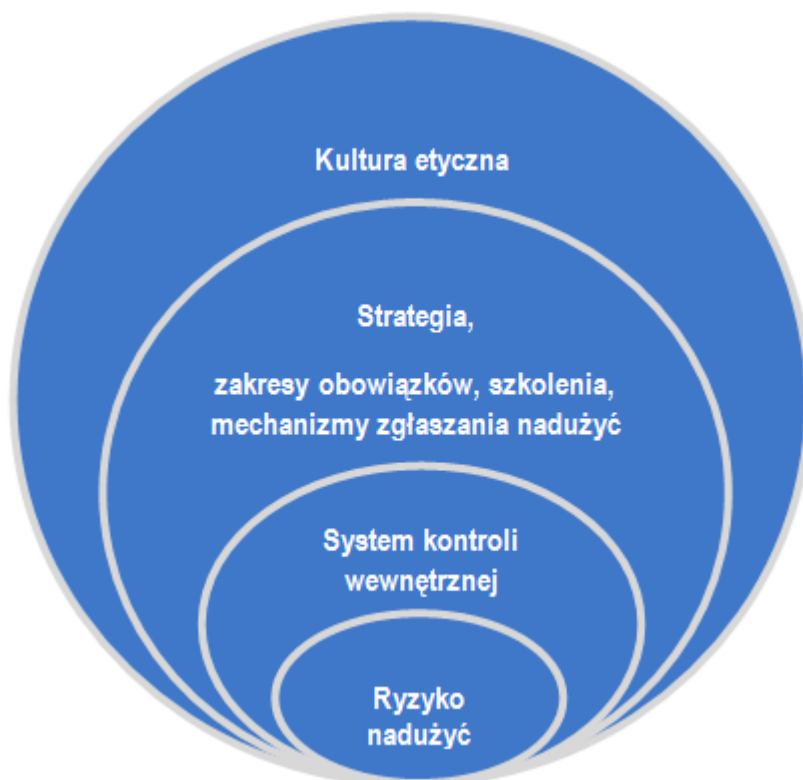 Kultura etyczna
Strategia,
zakresy obowiązków, szkolenia,
mechanizmy zgłaszania nadużyć
System kontroli
wewnętrznej
Ryzyko
nadużyć